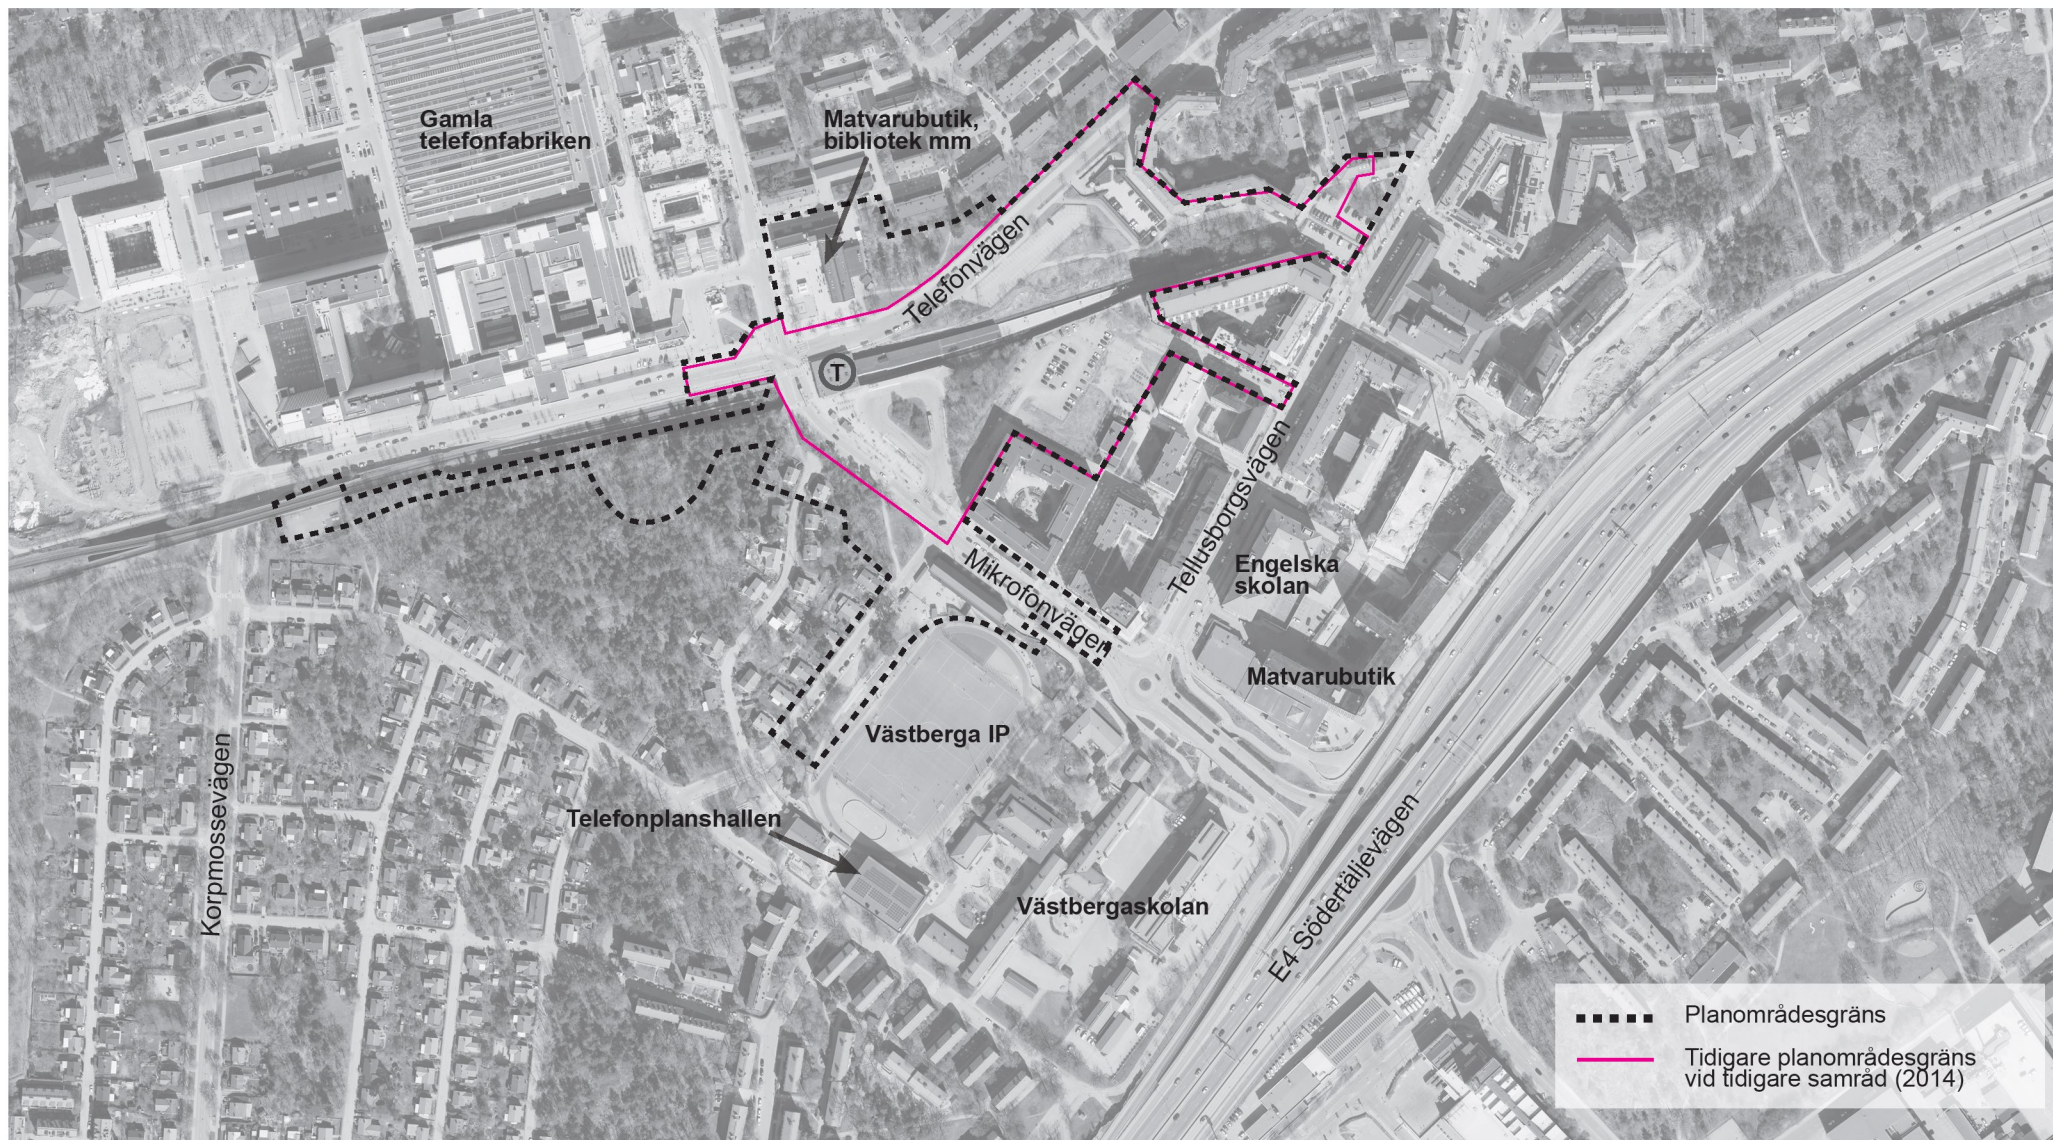 Gamla
telefonfabriken
Matvarubutik,
bibliotek mm
Telefonvägen
T
Tellusborgsvägen
Mikrofonvägen
Engelska
skolan
Matvarubutik
Västberga IP
Korpmossevägen
Telefonplanshallen
Västbergaskolan
E4 Södertäljevägen
Planområdesgräns
Tidigare planområdesgräns
vid tidigare samråd (2014)